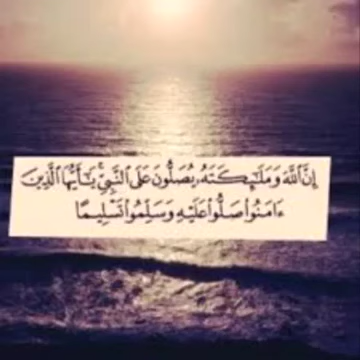 إِنَّ ٱللَّهَ وَمَلَـٰٓئِكَتَهُۥ يُصَلُّونَ عَلَى ٱلنَّبِىِّ ۚ يَـٰٓأَيُّهَا ٱلَّذِينَ
ءَامَنُوا۟ صَلُّوا۟ عَلَيْهِ وَسَلِّمُوا۟ تَسْلِيمًا